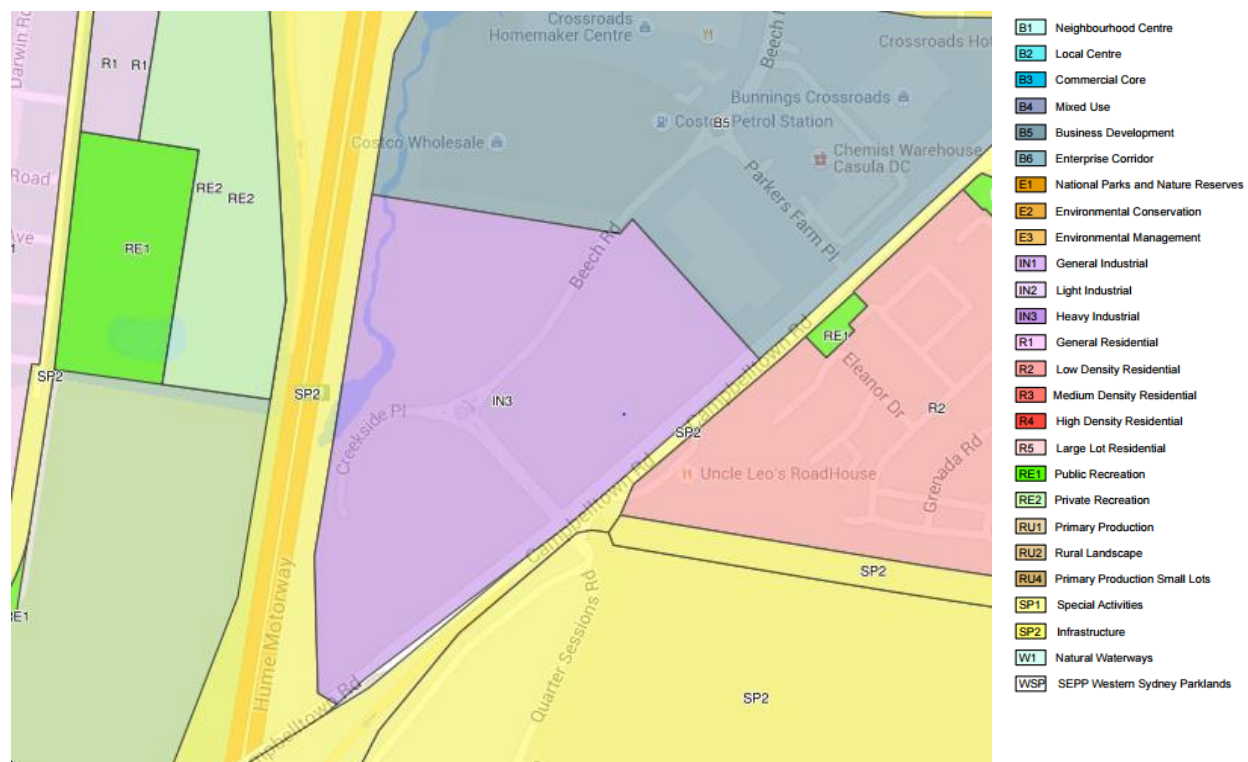 Darwin Rd
R1
R1
Road
Ave
RE2
RE2
RE1
1
SP2
RE1
Crossroads
Homemaker Centre
Beech
Crossroads Hot
Bunnings Crossroads
Costco Petrol Station
B5
Costco Wholesale
Chemist Warehouse
Casula DC
Parkers Farm Pl
Beech Rd
SP2
IN3
Creekside Pl
Campbelltown Rd
RE1
Eleanor Dr
R2
SP2
Uncle Leo's RoadHouse
Grenada Rd
Campbelltown Rd
SP2
Hume Motorway
Quarter Sessions Rd
SP2
mpbelltown Rd
B1 Neighbourhood Centre
B2 Local Centre
B3 Commercial Core
B4 Mixed Use
B5 Business Development
B6 Enterprise Corridor
E1 National Parks and Nature Reserves
E2 Environmental Conservation
E3 Environmental Management
IN1 General Industrial
IN2 Light Industrial
IN3 Heavy Industrial
R1 General Residential
R2 Low Density Residential
R3 Medium Density Residential
R4 High Density Residential
R5 Large Lot Residential
RE1 Public Recreation
RE2 Private Recreation
RU1 Primary Production
RU2 Rural Landscape
RU4 Primary Production Small Lots
SP1 Special Activities
SP2 Infrastructure
W1 Natural Waterways
WSP SEPP Western Sydney Parklands